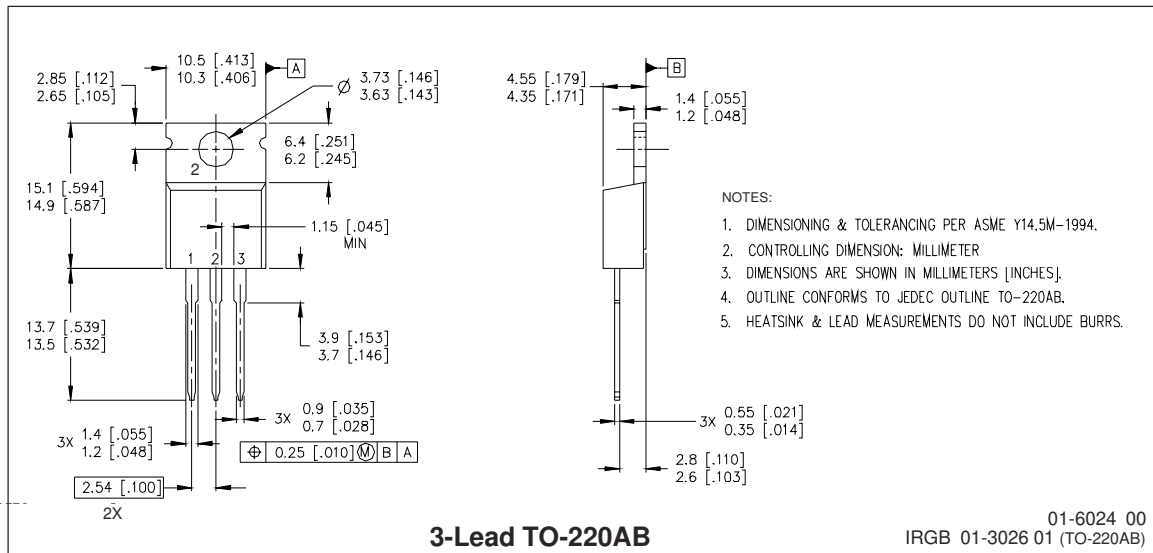 10.5 [.413]
10.3 [.406]
A
2.85 [.112]
2.65 [.105]
Ø 3.73 [.146]
3.63 [.143]
6.4 [.251]
6.2 [.245]
2
15.1 [.594]
14.9 [.587]
1.15 [.045]
MIN
1 2 3
13.7 [.539]
13.5 [.532]
3.9 [.153]
3.7 [.146]
3X 0.9 [.035]
0.7 [.028]
3X 1.4 [.055]
1.2 [.048]
⌖ 0.25 [.010] Ⓜ B A
2.54 [.100]
2X
4.55 [.179]
4.35 [.171]
B
1.4 [.055]
1.2 [.048]
3X 0.55 [.021]
0.35 [.014]
2.8 [.110]
2.6 [.103]
NOTES:
1. DIMENSIONING & TOLERANCING PER ASME Y14.5M-1994.
2. CONTROLLING DIMENSION: MILLIMETER
3. DIMENSIONS ARE SHOWN IN MILLIMETERS [INCHES].
4. OUTLINE CONFORMS TO JEDEC OUTLINE TO-220AB.
5. HEATSINK & LEAD MEASUREMENTS DO NOT INCLUDE BURRS.
3-Lead TO-220AB
01-6024 00
IRGB 01-3026 01 (TO-220AB)